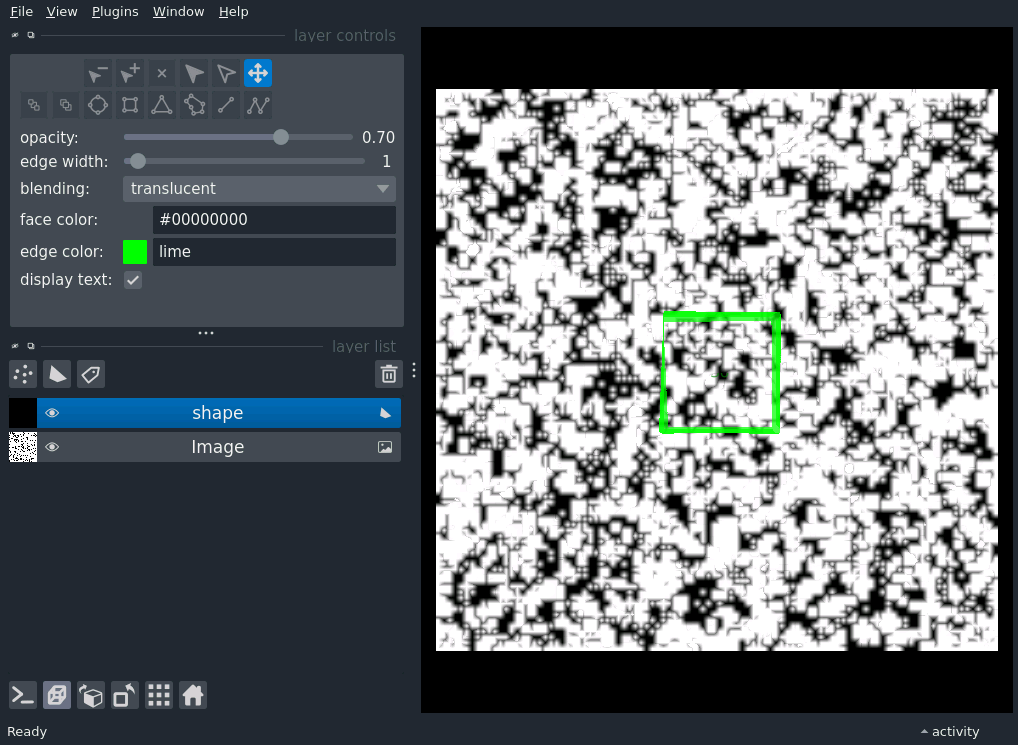 File View Plugins Window Help
layer controls
opacity: 0.70
edge width: 1
blending: translucent
face color: #00000000
edge color: lime
display text:
layer list
shape
Image
Ready activity